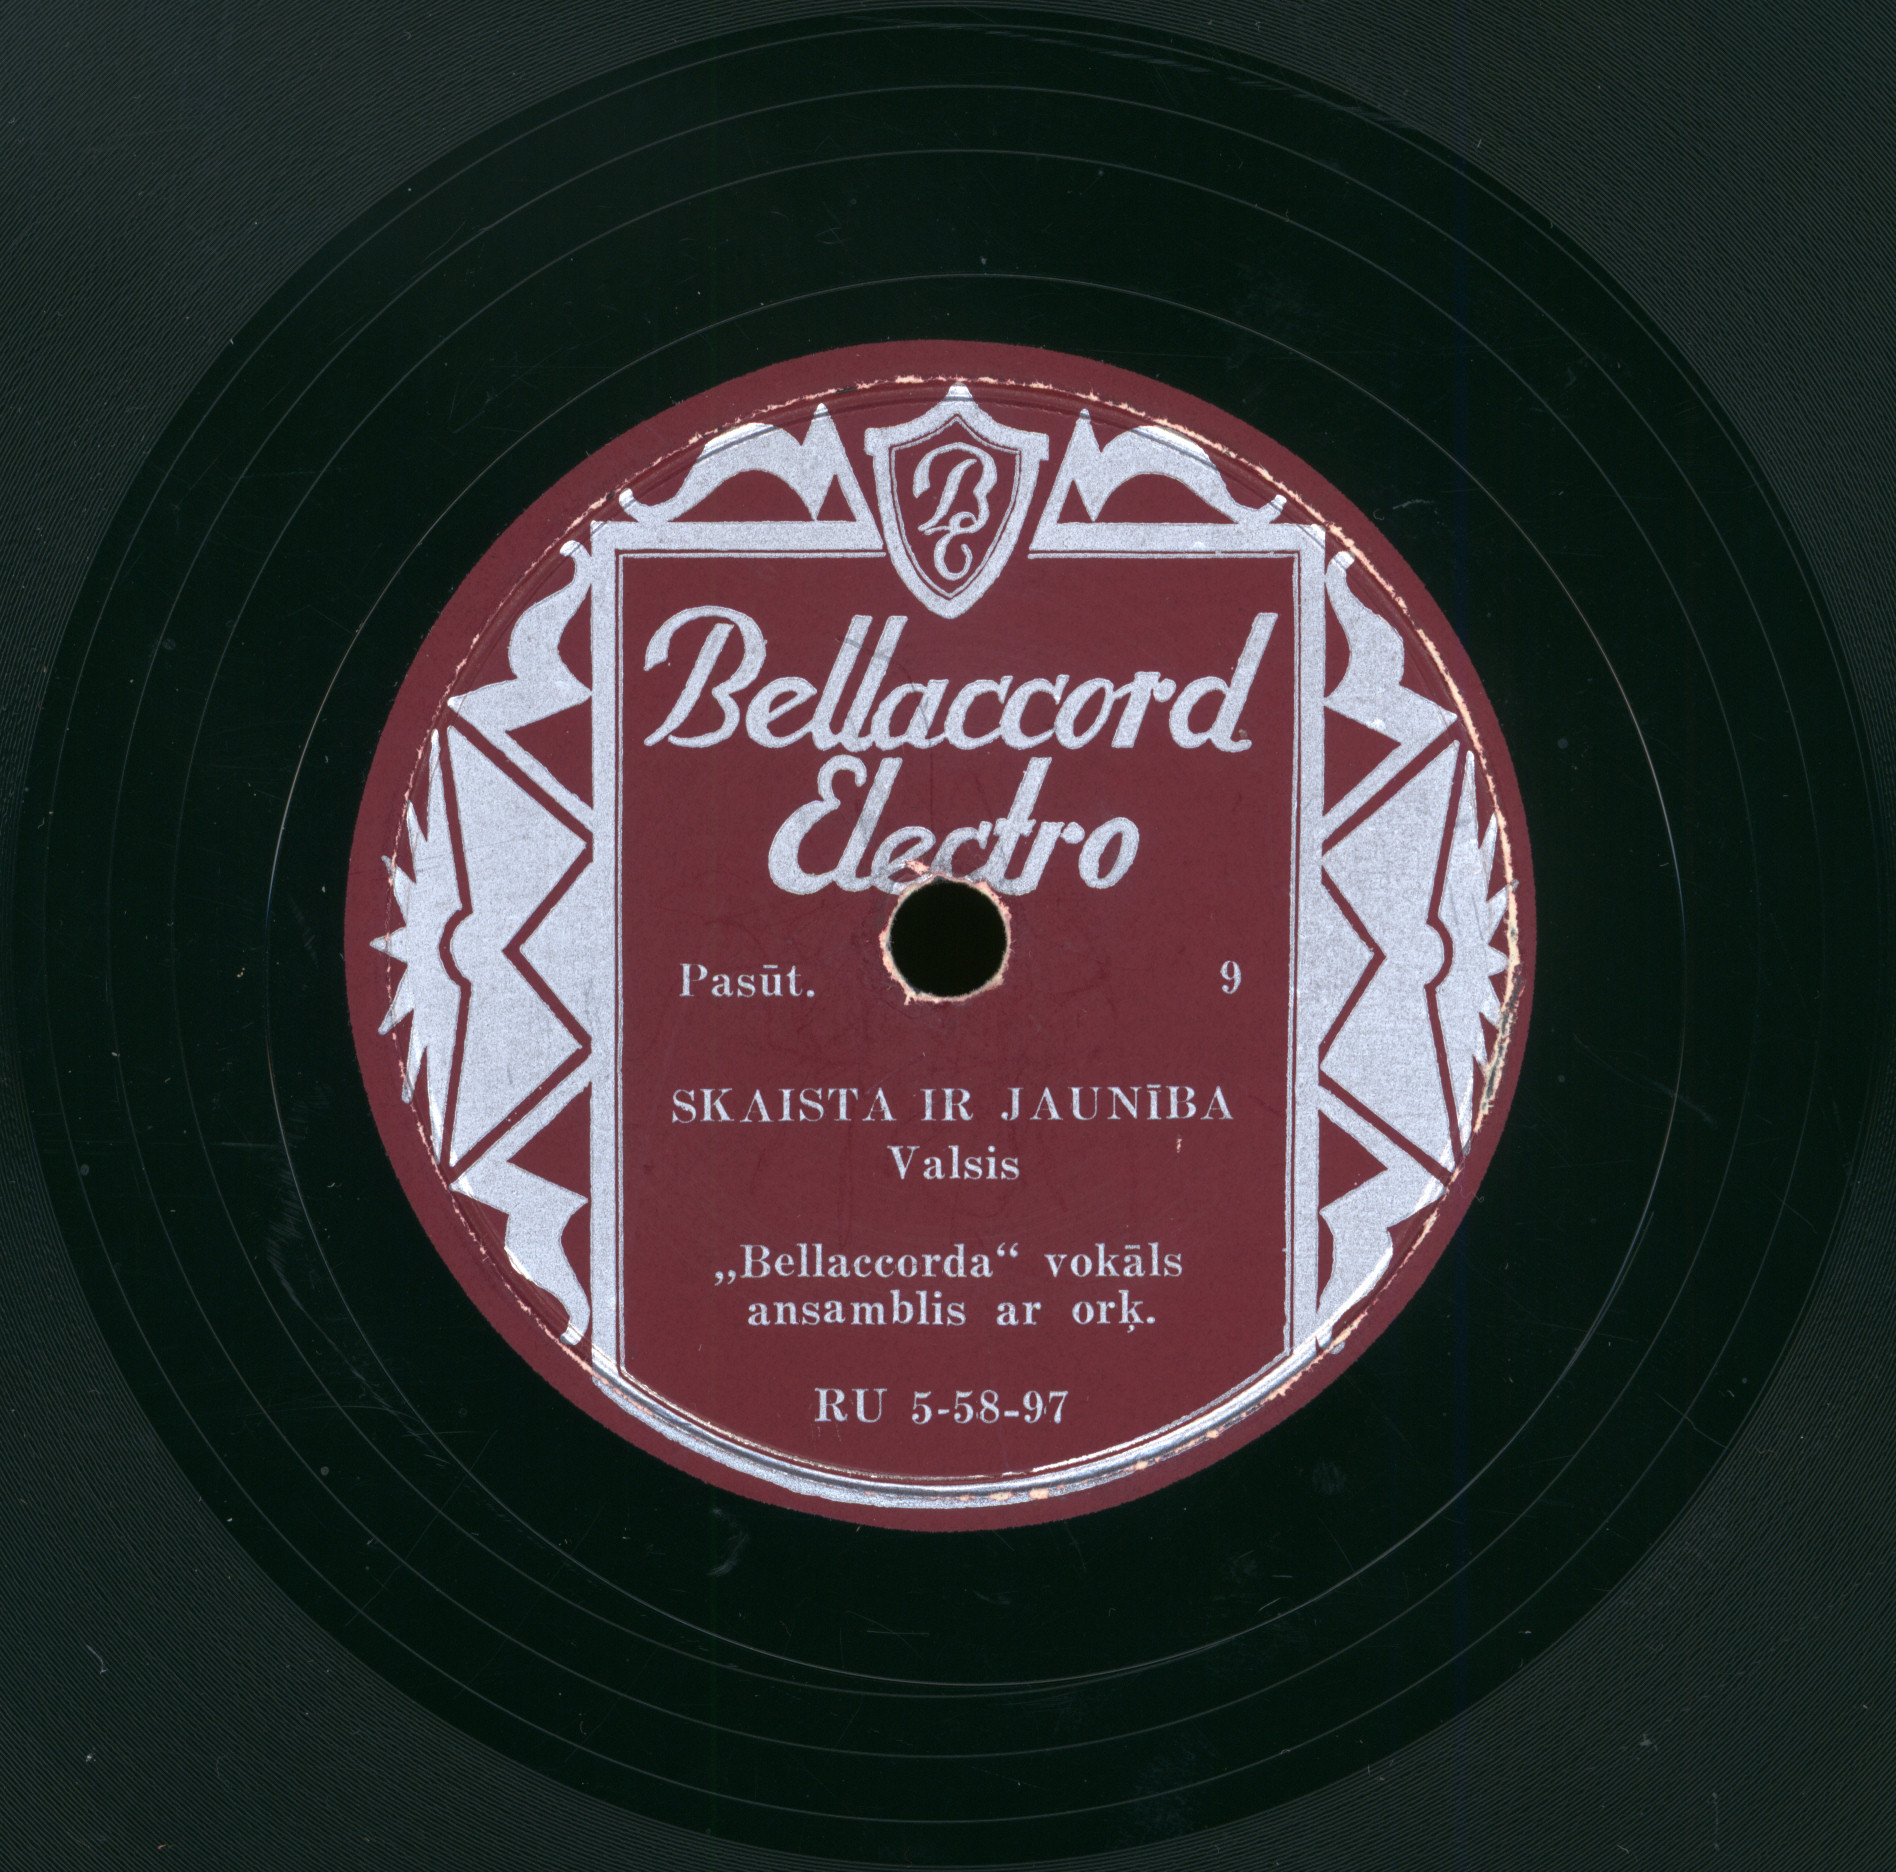 BE
Bellaccord
Electro
Pasūt. 9
SKAISTA IR JAUNĪBA
Valsis
„Bellaccorda“ vokāls
ansamblis ar orķ.
RU 5-58-97